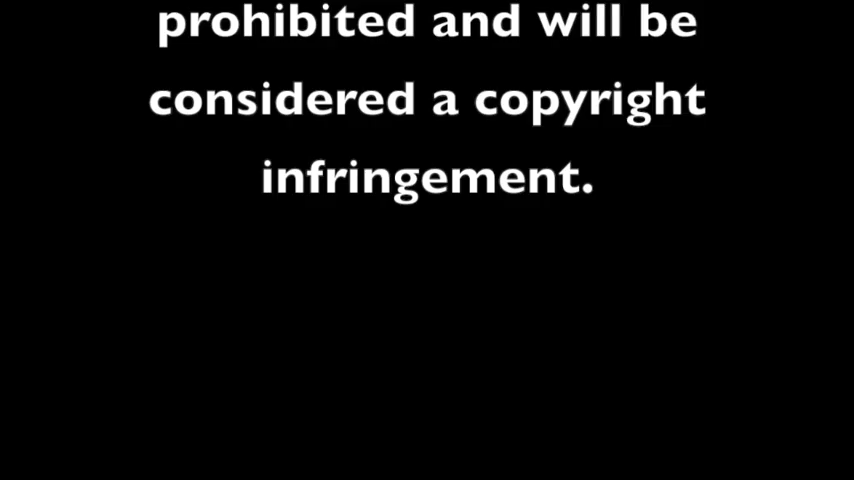 prohibited and will be
considered a copyright
infringement.